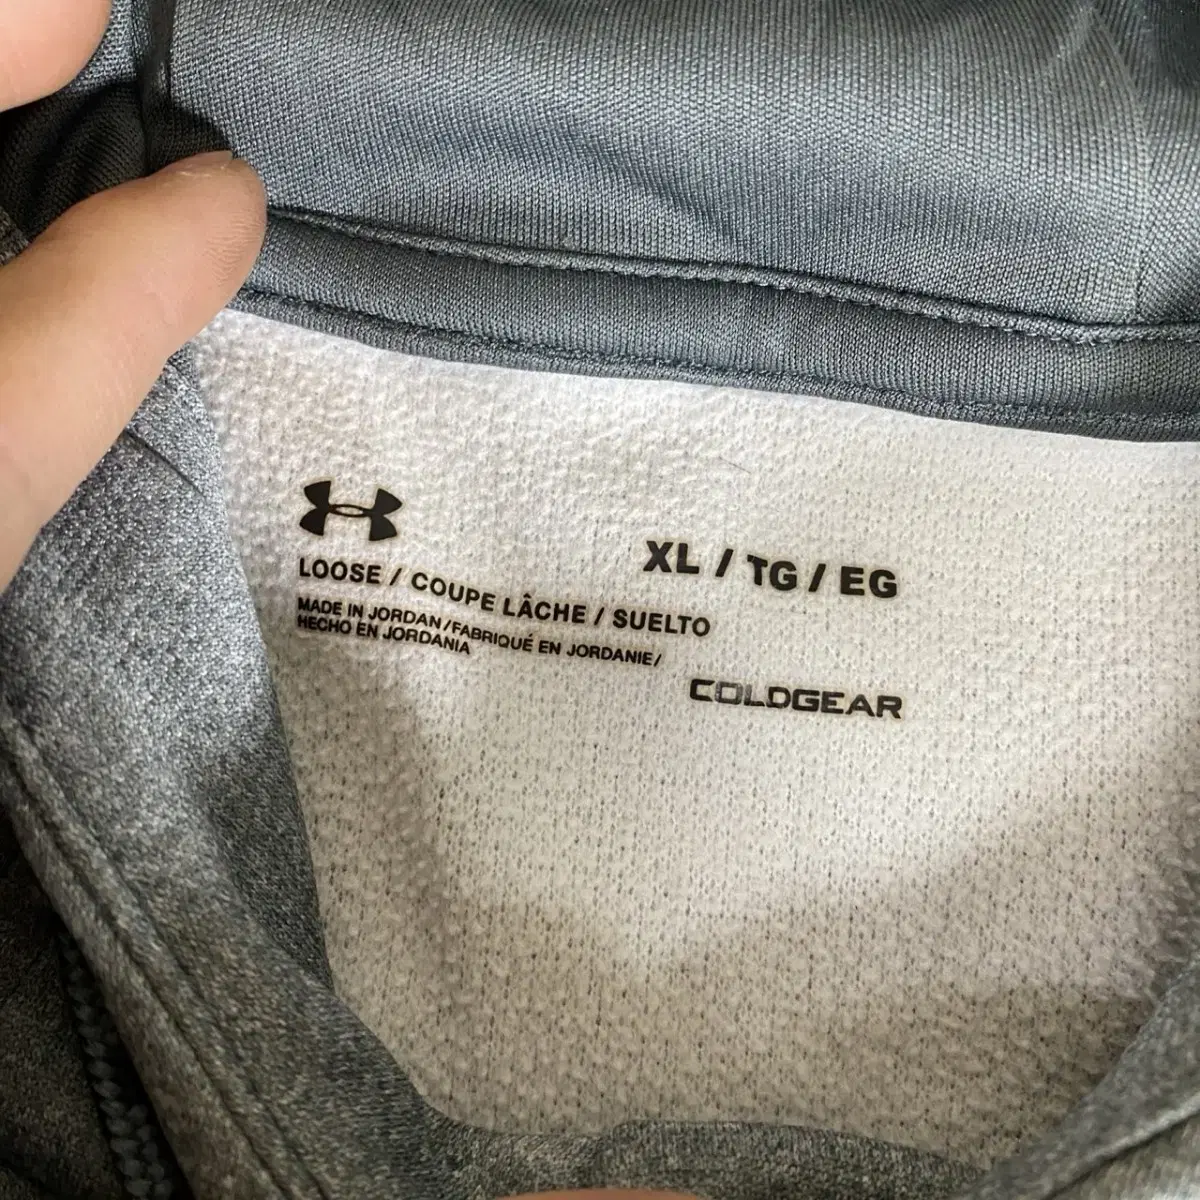 XL / TG / EG
LOOSE / COUPE LÂCHE / SUELTO
MADE IN JORDAN/FABRIQUÉ EN JORDANIE/
HECHO EN JORDANIA
COLDGEAR